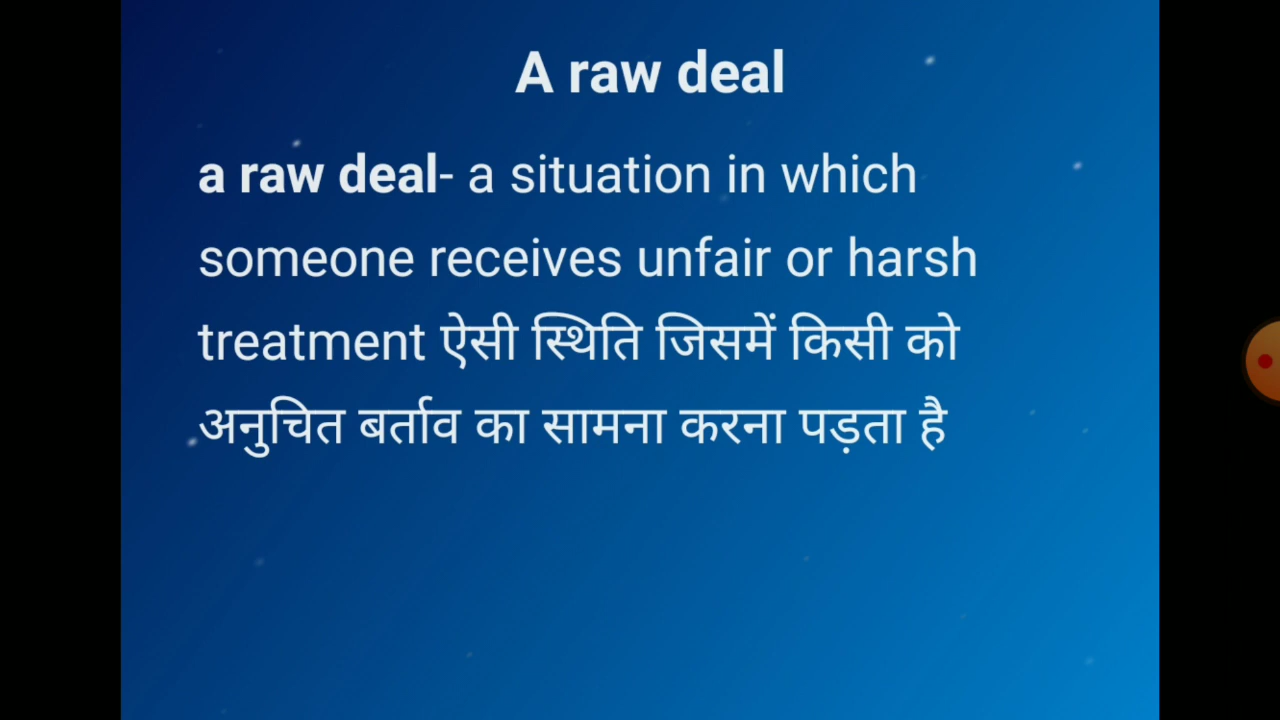 A raw deal
a raw deal- a situation in which
someone receives unfair or harsh
treatment ऐसी स्थिति जिसमें किसी को
अनुचित बर्ताव का सामना करना पड़ता है